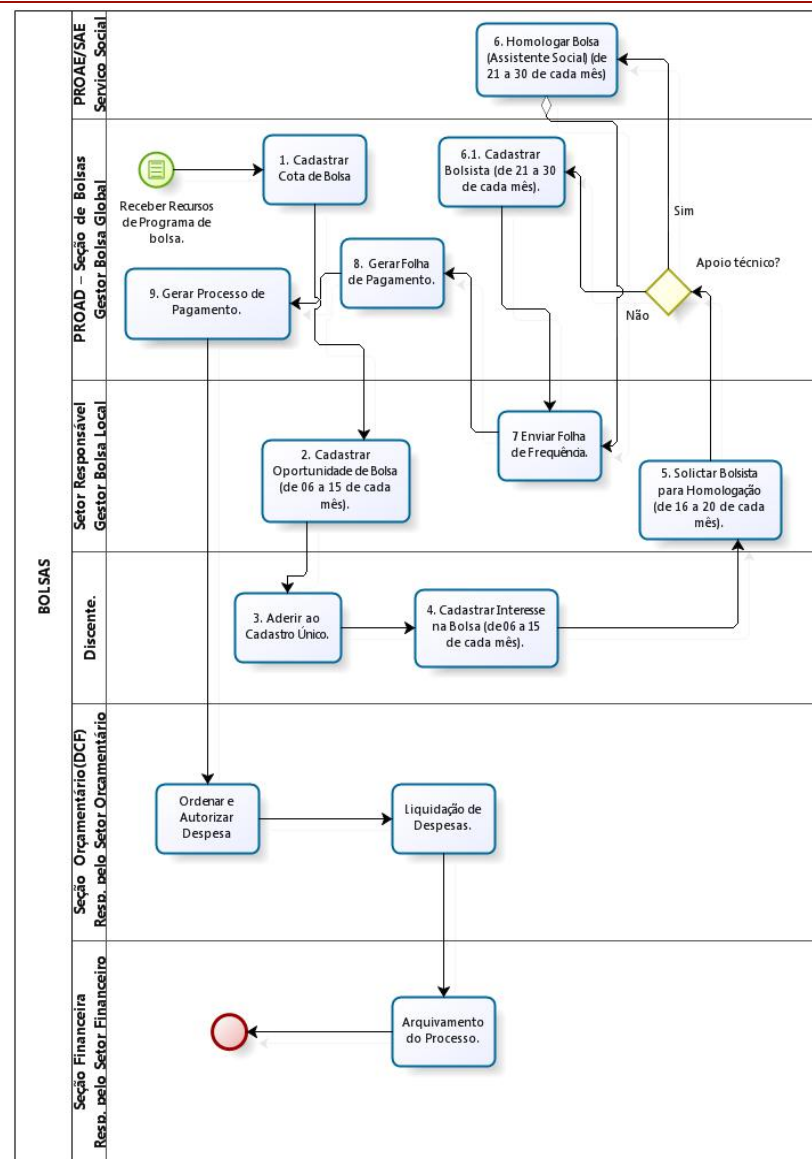 BOLSAS
PROAE/SAE
Serviço Social
6. Homologar Bolsa
(Assistente Social) (de
21 a 30 de cada mês)
PROAD – Seção de Bolsas
Gestor Bolsa Global
Receber Recursos
de Programa de
bolsa.
1. Cadastrar
Cota de Bolsa
6.1. Cadastrar
Bolsista (de 21 a 30
de cada mês).
Sim
Apoio técnico?
Não
8. Gerar Folha
de Pagamento.
9. Gerar Processo de
Pagamento.
Setor Responsável
Gestor Bolsa Local
2. Cadastrar
Oportunidade de Bolsa
(de 06 a 15 de cada
mês).
7 Enviar Folha
de Frequência.
5. Solictar Bolsista
para Homologação
(de 16 a 20 de cada
mês).
Discente.
3. Aderir ao
Cadastro Único.
4. Cadastrar Interesse
na Bolsa (de 06 a 15
de cada mês).
Seção Orçamentário(DCF)
Resp. pelo Setor Orçamentário
Ordenar e
Autorizar
Despesa
Liquidação de
Despesas.
Seção Financeira
Resp. pelo Setor Financeiro
Arquivamento
do Processo.